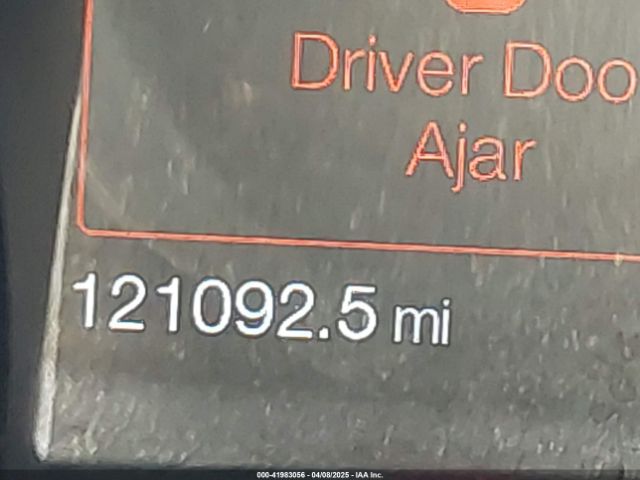 Driver Doo
Ajar
121092.5 mi
000-41983056 - 04/08/2025 - IAA Inc.